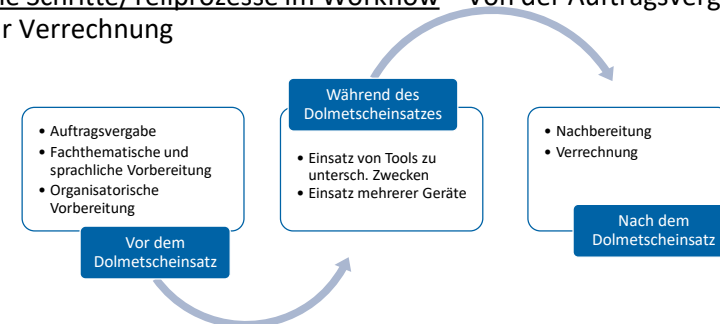 Schritte/Teilprozesse im Workflow – Von der Auftragsverg
r Verrechnung
• Auftragsvergabe
• Fachthematische und
sprachliche Vorbereitung
• Organisatorische
Vorbereitung
Vor dem
Dolmetscheinsatz
Während des
Dolmetscheinsatzes
• Einsatz von Tools zu
untersch. Zwecken
• Einsatz mehrerer Geräte
• Nachbereitung
• Verrechnung
Nach dem
Dolmetscheinsatz